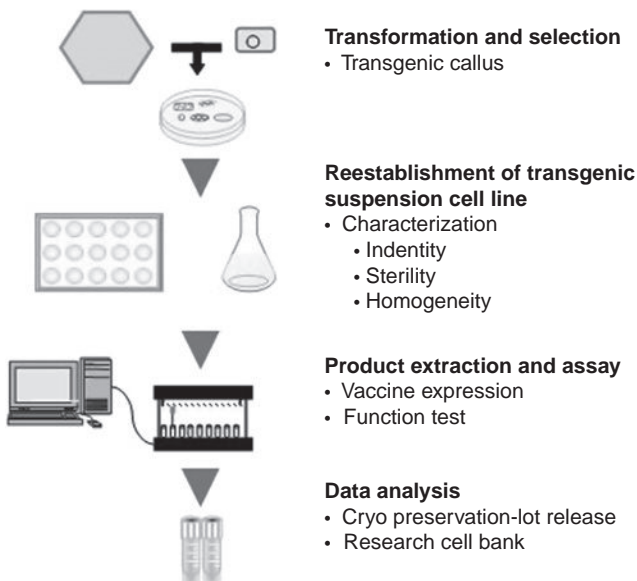 Transformation and selection
• Transgenic callus
Reestablishment of transgenic
suspension cell line
• Characterization
• Indentity
• Sterility
• Homogeneity
Product extraction and assay
• Vaccine expression
• Function test
Data analysis
• Cryo preservation-lot release
• Research cell bank